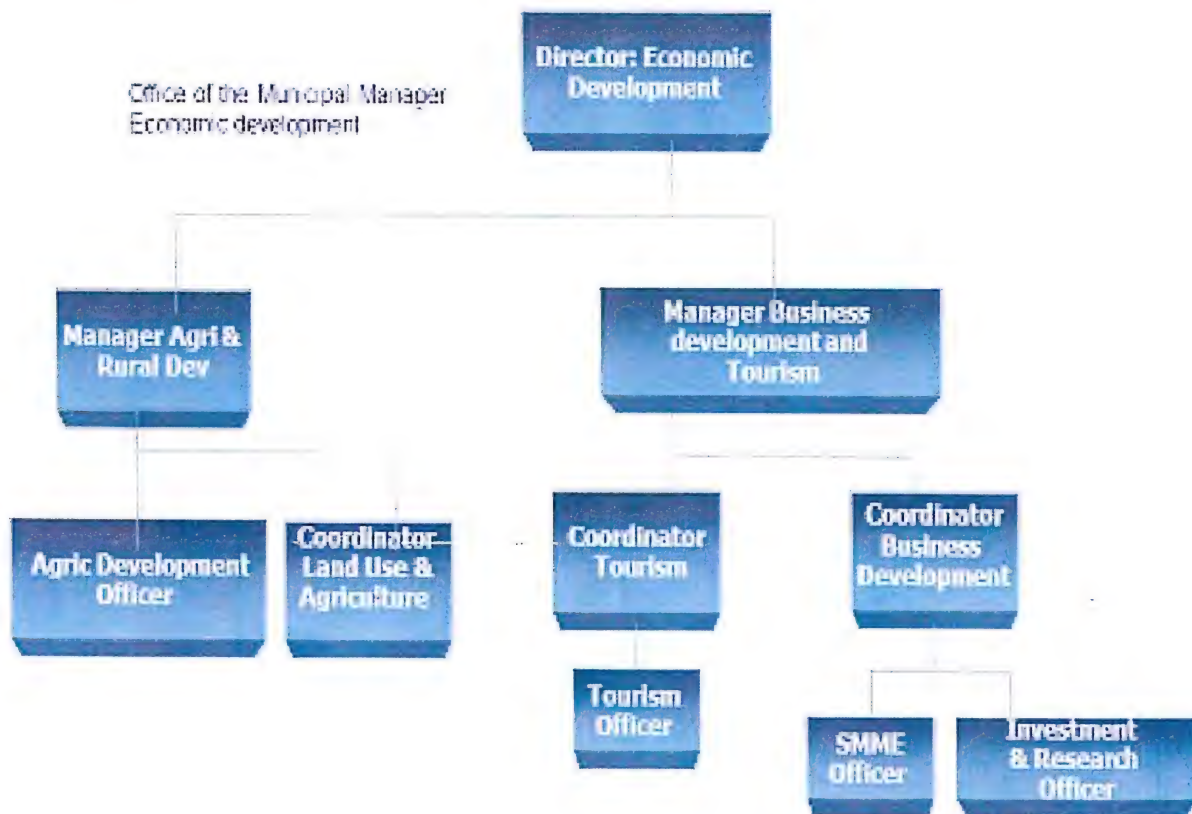 Director: Economic
Development
Office of the Municipal Manager
Economic development
Manager Agri &
Rural Dev
Manager Business
development and
Tourism
Agric Development
Officer
Coordinator
Land Use &
Agriculture
Coordinator
Tourism
Coordinator
Business
Development
Tourism
Officer
SMME
Officer
Investment
& Research
Officer